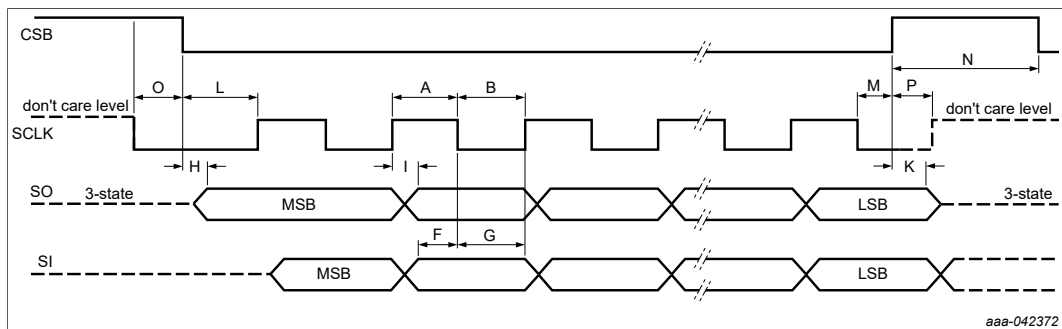 CSB
N
O L A B M P
don't care level
don't care level
SCLK
H I K
SO 3-state MSB LSB 3-state
F G
SI MSB LSB
aaa-042372